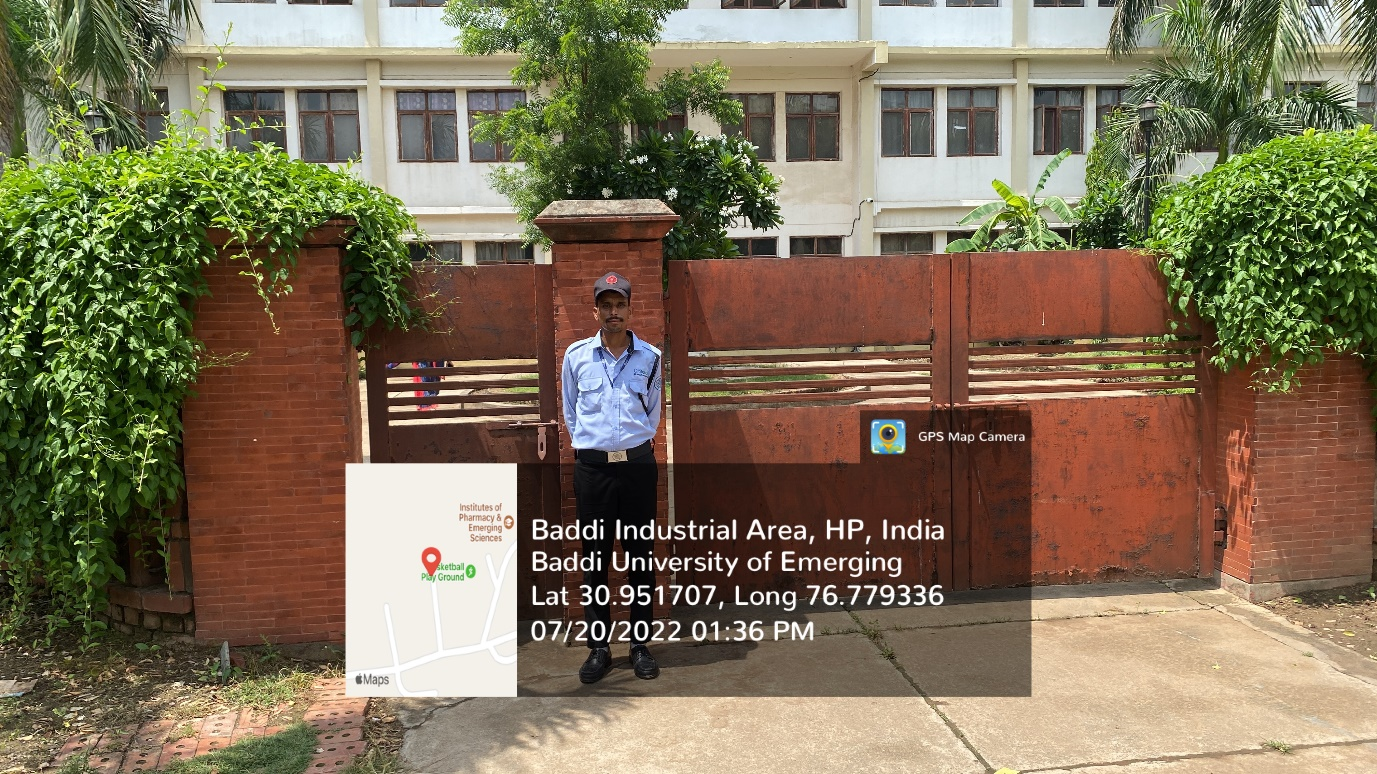 GPS Map Camera
Institutes of
Pharmacy &
Emerging
Sciences
Play Ground
Maps
Baddi Industrial Area, HP, India
Baddi University of Emerging
Lat 30.951707, Long 76.779336
07/20/2022 01:36 PM